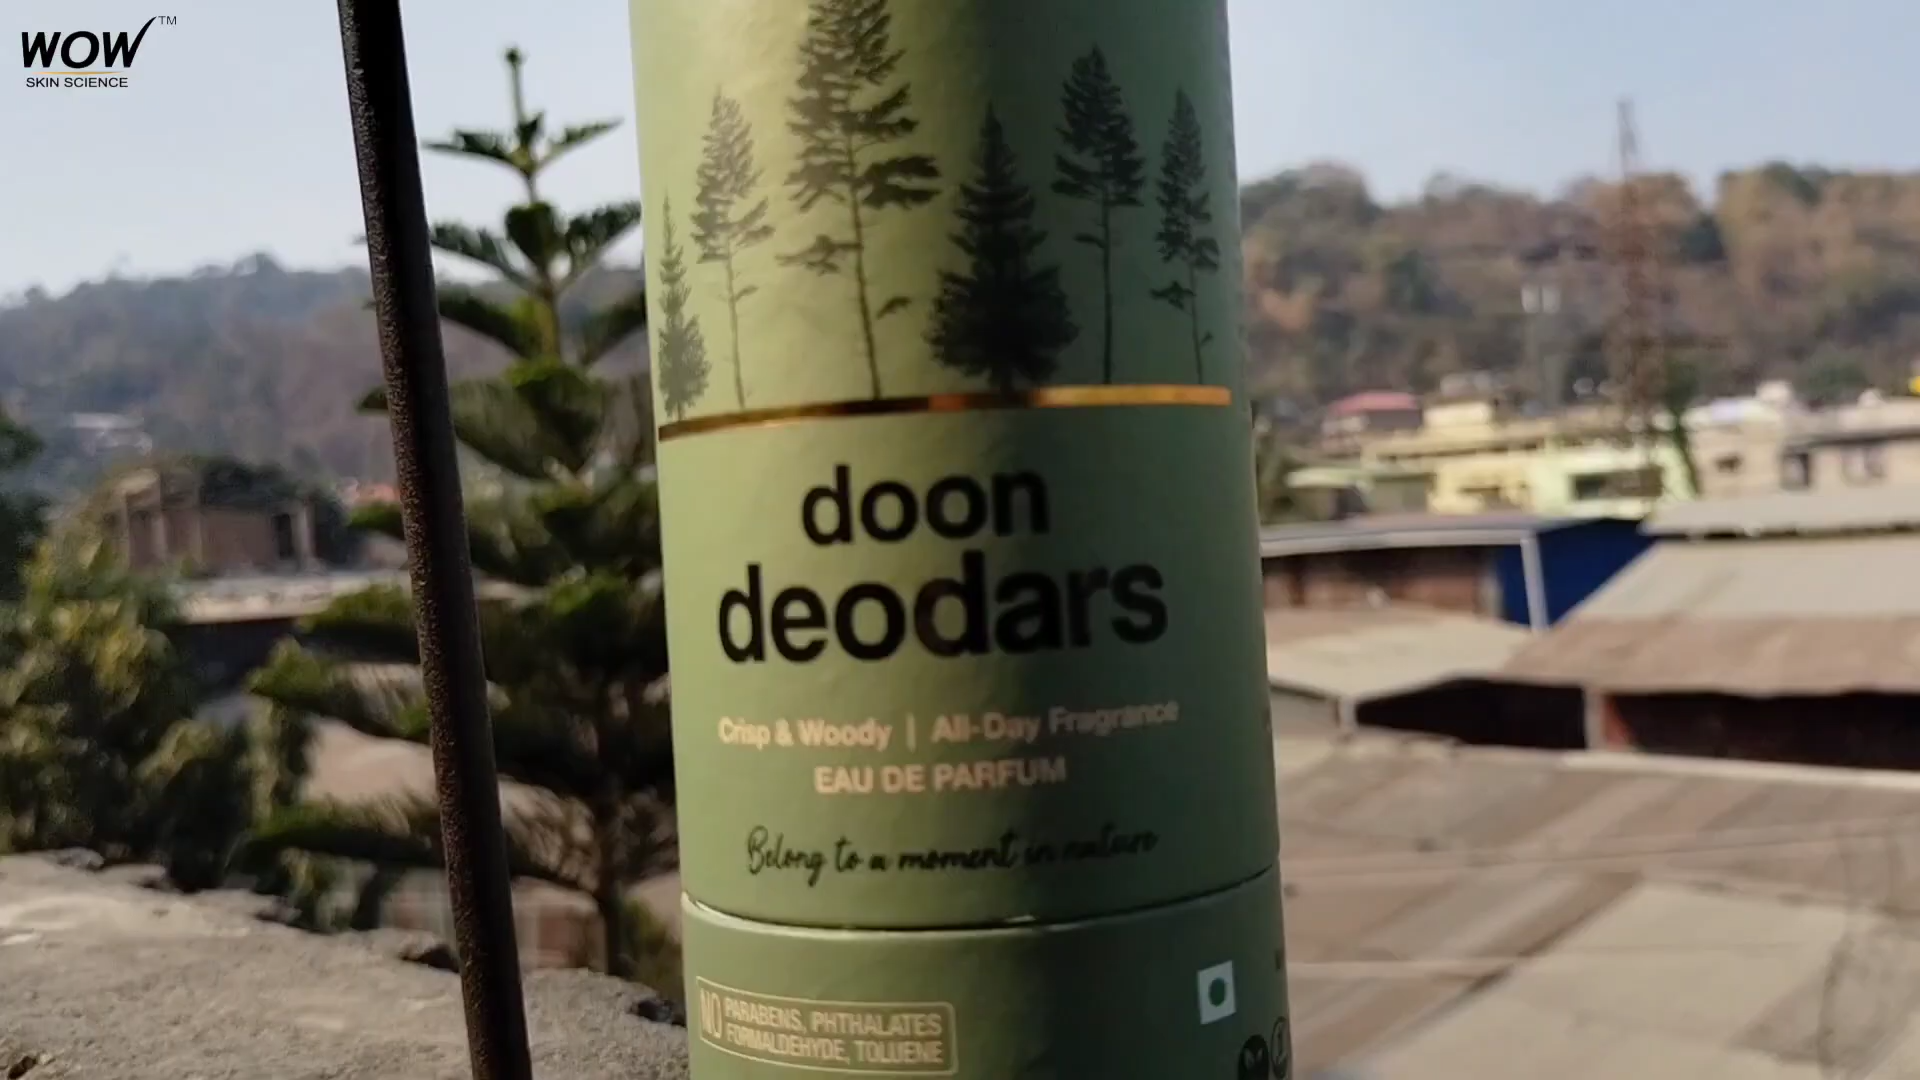 WOW™
SKIN SCIENCE
doon
deodars
Crisp & Woody | All-Day Fragrance
EAU DE PARFUM
Belong to a moment in nature
NO PARABENS, PHTHALATES
FORMALDEHYDE, TOLUENE